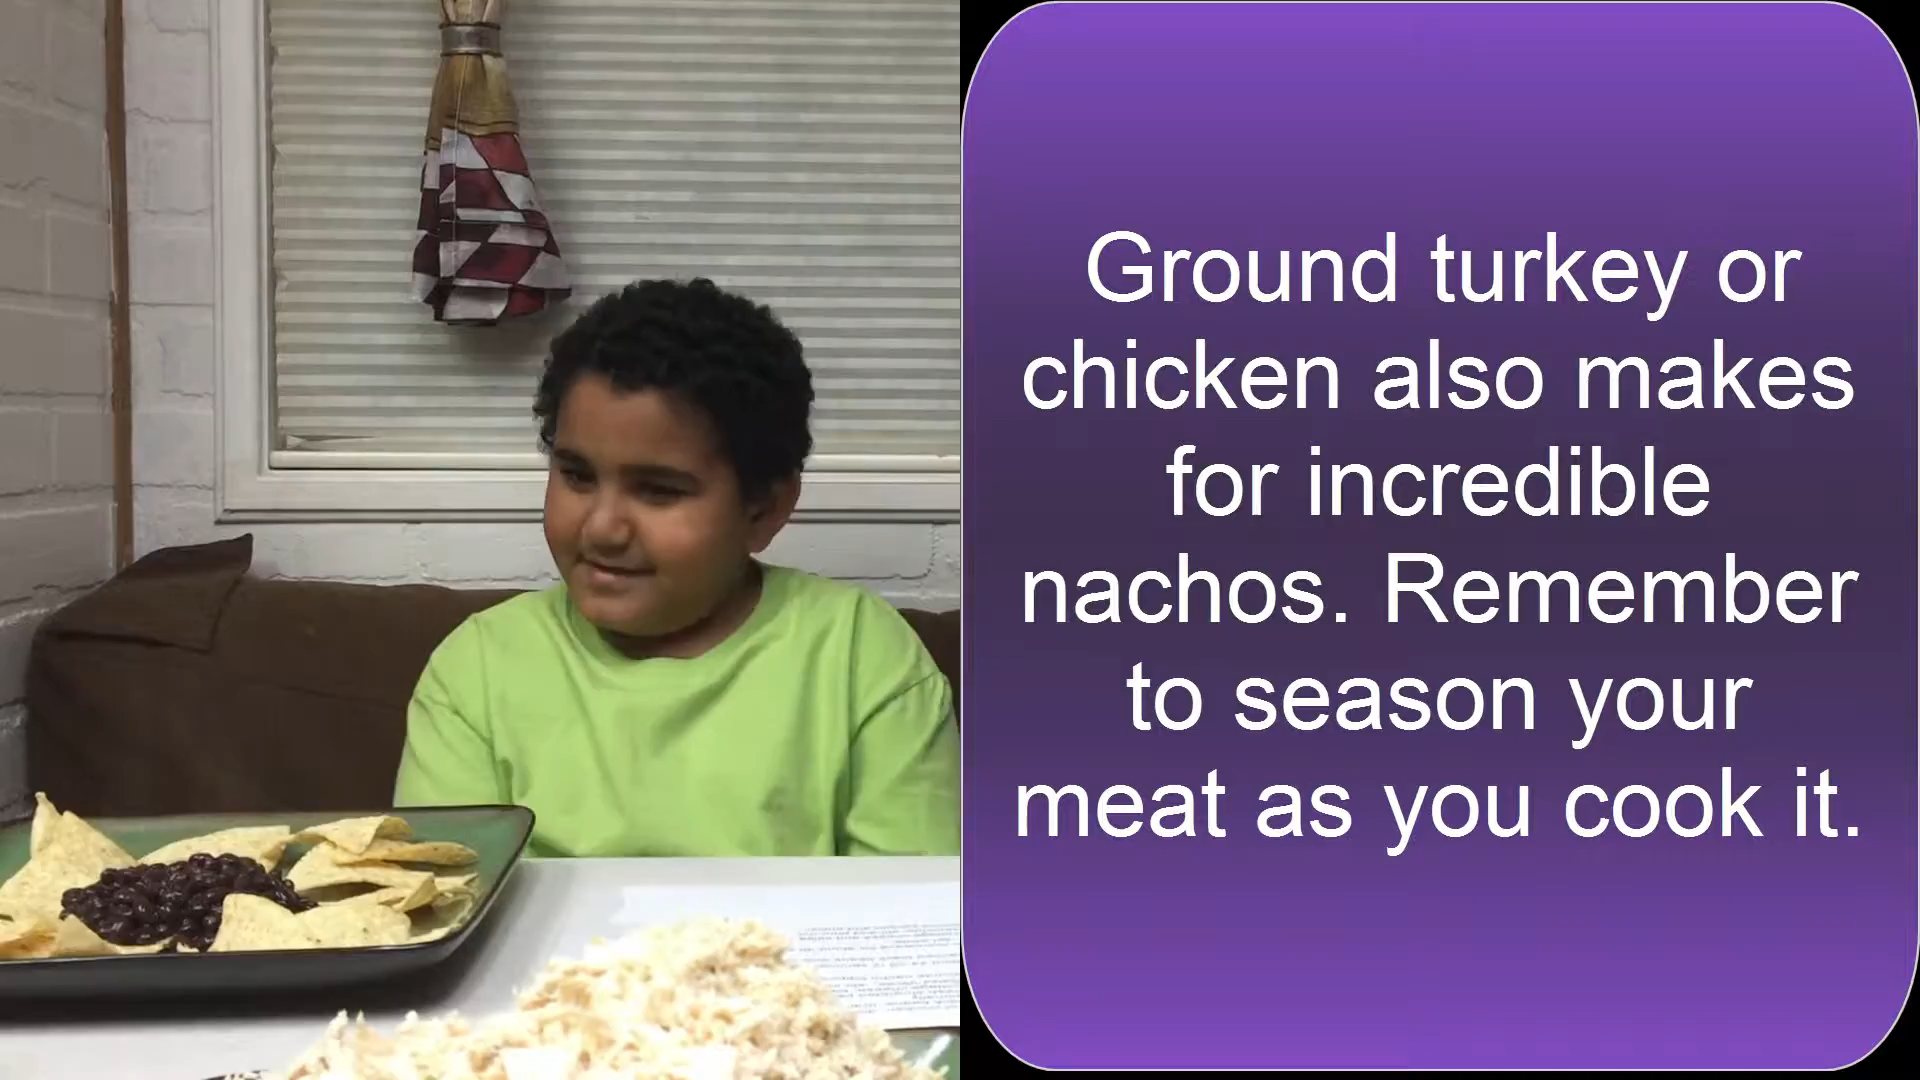 Ground turkey or
chicken also makes
for incredible
nachos. Remember
to season your
meat as you cook it.